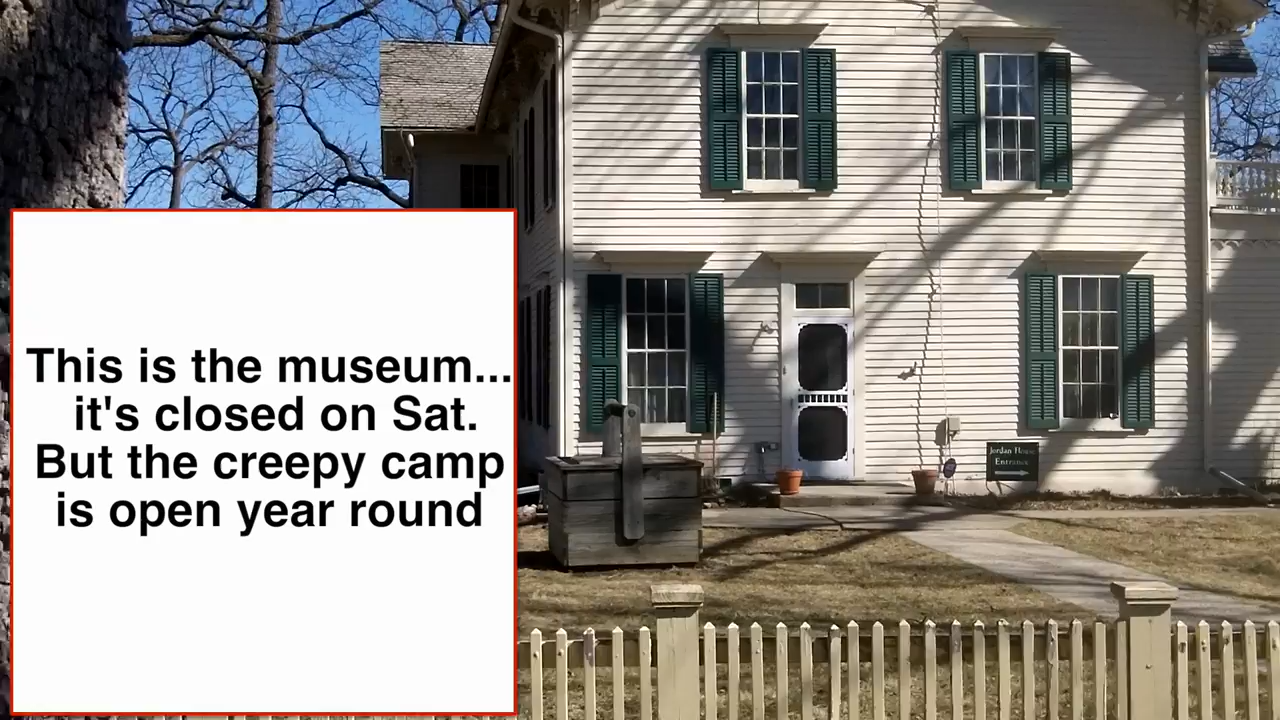 This is the museum...
it's closed on Sat.
But the creepy camp
is open year round
Jordan House
Entrance